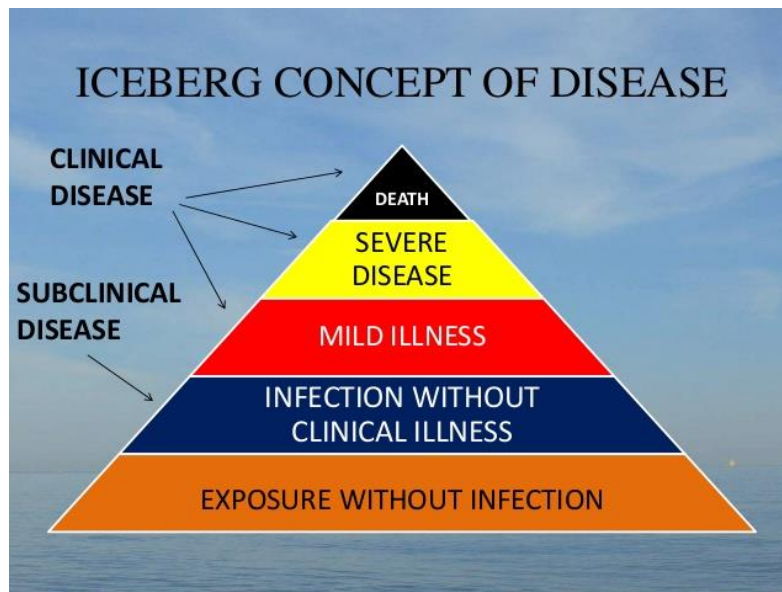 ICEBERG CONCEPT OF DISEASE
CLINICAL
DISEASE
DEATH
SEVERE
DISEASE
SUBCLINICAL
DISEASE
MILD ILLNESS
INFECTION WITHOUT
CLINICAL ILLNESS
EXPOSURE WITHOUT INFECTION